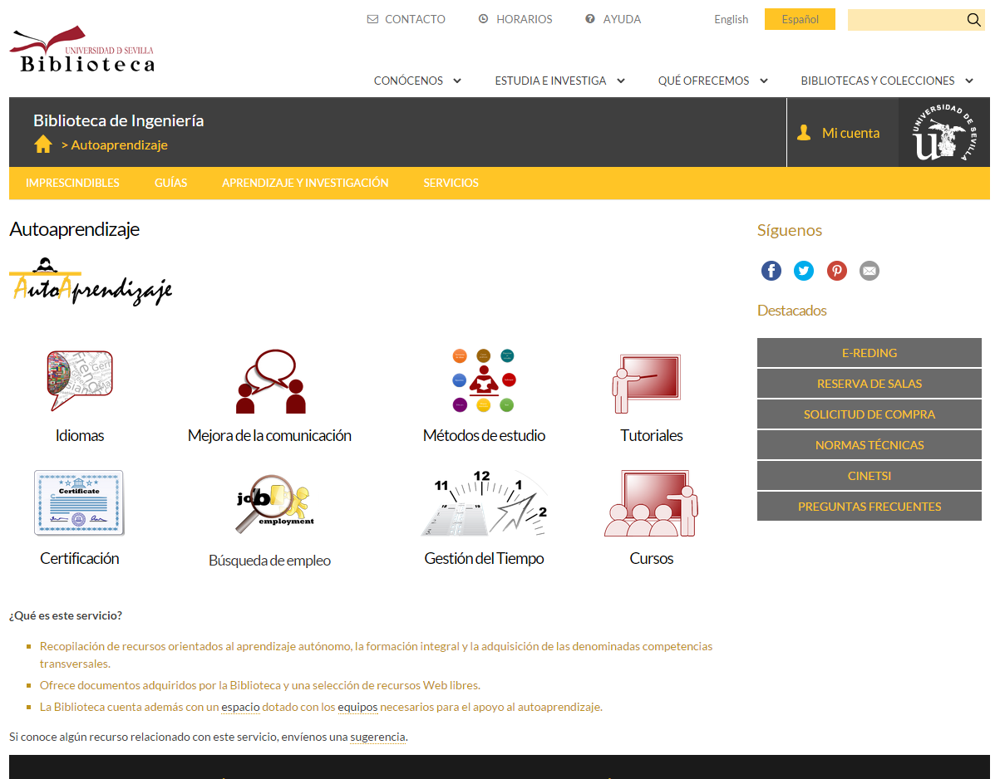 CONTACTO HORARIOS AYUDA English Español
UNIVERSIDAD D SEVILLA
Biblioteca
CONÓCENOS ESTUDIA E INVESTIGA QUÉ OFRECEMOS BIBLIOTECAS Y COLECCIONES
Biblioteca de Ingeniería
> Autoaprendizaje
Mi cuenta
UNIVERSIDAD DE SEVILLA
IMPRESCINDIBLES GUÍAS APRENDIZAJE Y INVESTIGACIÓN SERVICIOS
Autoaprendizaje
AutoAprendizaje
French
Idiomas
Mejora de la comunicación
Métodos de estudio
Tutoriales
Certificate
Certificación
job
employment
Búsqueda de empleo
11 12 1 2
Gestión del Tiempo
Cursos
¿Qué es este servicio?
Recopilación de recursos orientados al aprendizaje autónomo, la formación integral y la adquisición de las denominadas competencias
transversales.
Ofrece documentos adquiridos por la Biblioteca y una selección de recursos Web libres.
La Biblioteca cuenta además con un espacio dotado con los equipos necesarios para el apoyo al autoaprendizaje.
Si conoce algún recurso relacionado con este servicio, envíenos una sugerencia.
Síguenos
Destacados
E-REDING
RESERVA DE SALAS
SOLICITUD DE COMPRA
NORMAS TÉCNICAS
CINETSI
PREGUNTAS FRECUENTES